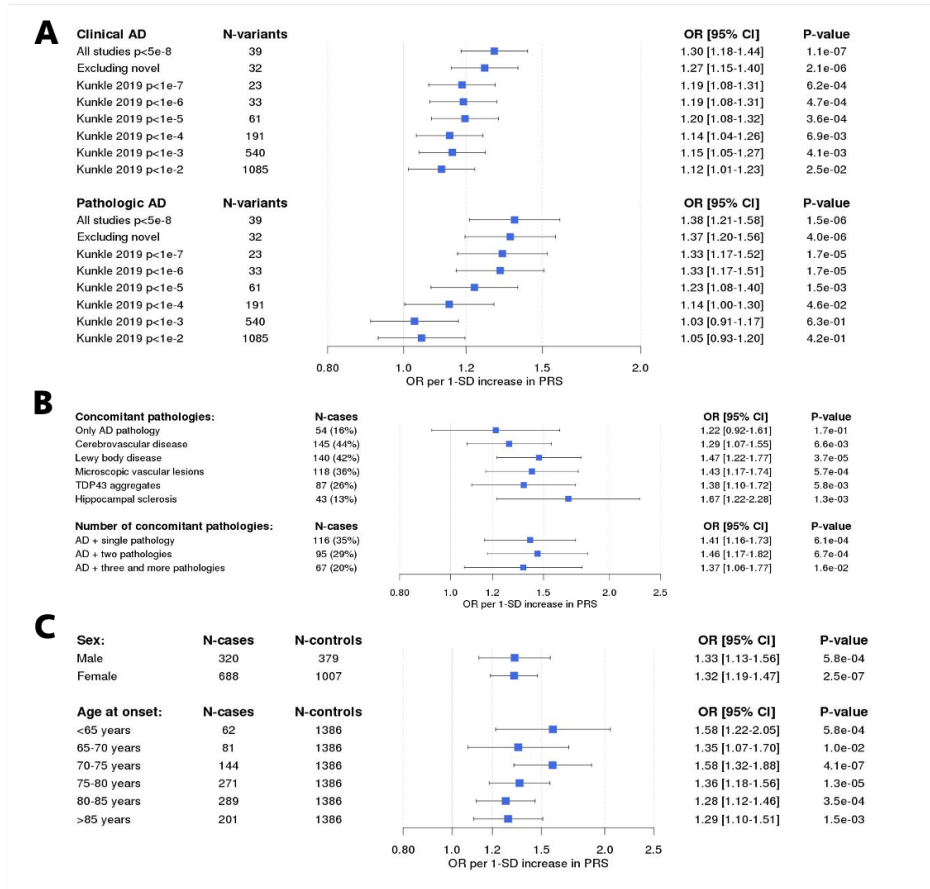 A
Clinical AD N-variants OR [95% CI] P-value
All studies p<5e-8 39 1.30 [1.18-1.44] 1.1e-07
Excluding novel 32 1.27 [1.15-1.40] 2.1e-06
Kunkle 2019 p<1e-7 23 1.19 [1.08-1.31] 6.2e-04
Kunkle 2019 p<1e-6 33 1.19 [1.08-1.31] 4.7e-04
Kunkle 2019 p<1e-5 61 1.20 [1.08-1.32] 3.6e-04
Kunkle 2019 p<1e-4 191 1.14 [1.04-1.26] 6.9e-03
Kunkle 2019 p<1e-3 540 1.15 [1.05-1.27] 4.1e-03
Kunkle 2019 p<1e-2 1085 1.12 [1.01-1.23] 2.5e-02
Pathologic AD N-variants OR [95% CI] P-value
All studies p<5e-8 39 1.38 [1.21-1.58] 1.5e-06
Excluding novel 32 1.37 [1.20-1.56] 4.0e-06
Kunkle 2019 p<1e-7 23 1.33 [1.17-1.52] 1.7e-05
Kunkle 2019 p<1e-6 33 1.33 [1.17-1.51] 1.7e-05
Kunkle 2019 p<1e-5 61 1.23 [1.08-1.40] 1.5e-03
Kunkle 2019 p<1e-4 191 1.14 [1.00-1.30] 4.6e-02
Kunkle 2019 p<1e-3 540 1.03 [0.91-1.17] 6.3e-01
Kunkle 2019 p<1e-2 1085 1.05 [0.93-1.20] 4.2e-01
0.80 1.0 1.2 1.5 2.0
OR per 1-SD increase in PRS
B
Concomitant pathologies: N-cases OR [95% CI] P-value
Only AD pathology 54 (16%) 1.22 [0.92-1.61] 1.7e-01
Cerebrovascular disease 145 (44%) 1.29 [1.07-1.55] 6.6e-03
Lewy body disease 140 (42%) 1.47 [1.22-1.77] 3.7e-05
Microscopic vascular lesions 118 (36%) 1.43 [1.17-1.74] 5.7e-04
TDP43 aggregates 87 (26%) 1.38 [1.10-1.72] 5.8e-03
Hippocampal sclerosis 43 (13%) 1.67 [1.22-2.28] 1.3e-03
Number of concomitant pathologies: N-cases OR [95% CI] P-value
AD + single pathology 116 (35%) 1.41 [1.16-1.73] 6.1e-04
AD + two pathologies 95 (29%) 1.46 [1.17-1.82] 6.7e-04
AD + three and more pathologies 67 (20%) 1.37 [1.06-1.77] 1.6e-02
0.80 1.0 1.2 1.5 2.0 2.5
OR per 1-SD increase in PRS
C
Sex: N-cases N-controls OR [95% CI] P-value
Male 320 379 1.33 [1.13-1.56] 5.8e-04
Female 688 1007 1.32 [1.19-1.47] 2.5e-07
Age at onset: N-cases N-controls OR [95% CI] P-value
<65 years 62 1386 1.58 [1.22-2.05] 5.8e-04
65-70 years 81 1386 1.35 [1.07-1.70] 1.0e-02
70-75 years 144 1386 1.58 [1.32-1.88] 4.1e-07
75-80 years 271 1386 1.36 [1.18-1.56] 1.3e-05
80-85 years 289 1386 1.28 [1.12-1.46] 3.5e-04
>85 years 201 1386 1.29 [1.10-1.51] 1.5e-03
0.80 1.0 1.2 1.5 2.0 2.5
OR per 1-SD increase in PRS